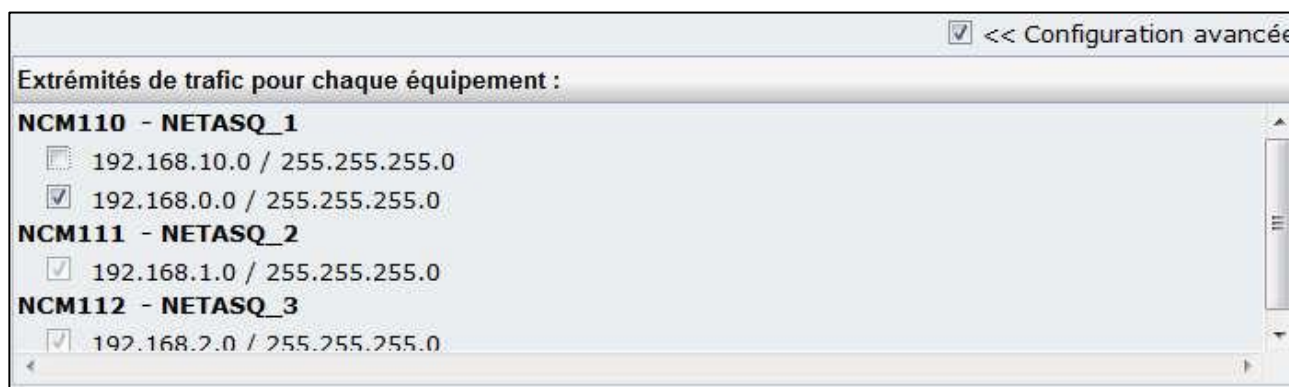 << Configuration avancée
Extrémités de trafic pour chaque équipement :
NCM110 - NETASQ_1
192.168.10.0 / 255.255.255.0
192.168.0.0 / 255.255.255.0
NCM111 - NETASQ_2
192.168.1.0 / 255.255.255.0
NCM112 - NETASQ_3
192.168.2.0 / 255.255.255.0